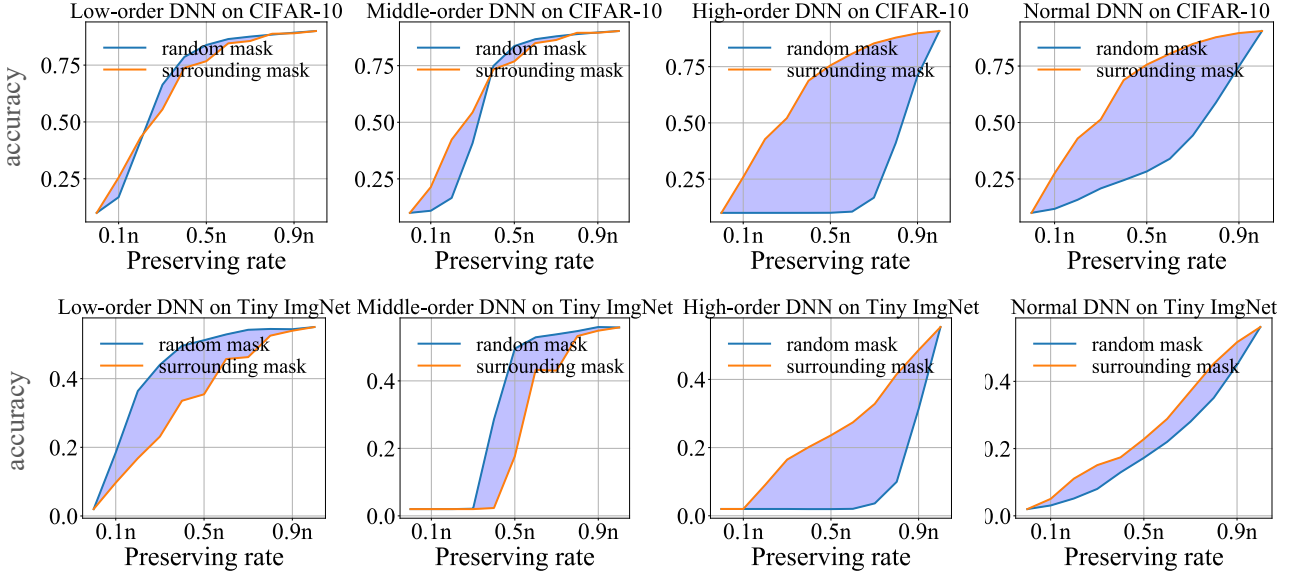 Low-order DNN on CIFAR-10
Middle-order DNN on CIFAR-10
High-order DNN on CIFAR-10
Normal DNN on CIFAR-10
random mask
surrounding mask
random mask
surrounding mask
random mask
surrounding mask
random mask
surrounding mask
accuracy
0.75
0.50
0.25
0.75
0.50
0.25
0.75
0.50
0.25
0.75
0.50
0.25
0.1n 0.5n 0.9n
0.1n 0.5n 0.9n
0.1n 0.5n 0.9n
0.1n 0.5n 0.9n
Preserving rate
Preserving rate
Preserving rate
Preserving rate
Low-order DNN on Tiny ImgNet
Middle-order DNN on Tiny ImgNet
High-order DNN on Tiny ImgNet
Normal DNN on Tiny ImgNet
random mask
surrounding mask
random mask
surrounding mask
random mask
surrounding mask
random mask
surrounding mask
accuracy
0.4
0.2
0.0
0.4
0.2
0.0
0.4
0.2
0.0
0.4
0.2
0.0
0.1n 0.5n 0.9n
0.1n 0.5n 0.9n
0.1n 0.5n 0.9n
0.1n 0.5n 0.9n
Preserving rate
Preserving rate
Preserving rate
Preserving rate